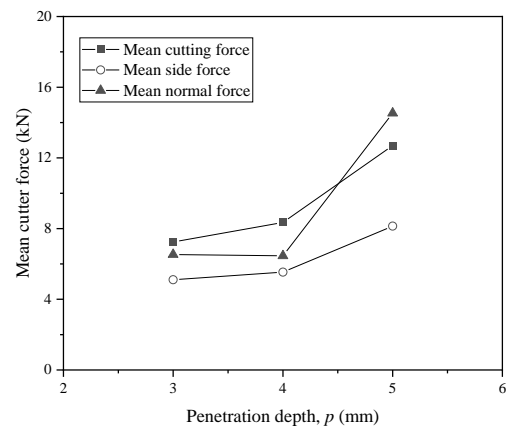 20
16
12
8
4
0
Mean cutter force (kN)
Mean cutting force
Mean side force
Mean normal force
2 3 4 5 6
Penetration depth, p (mm)